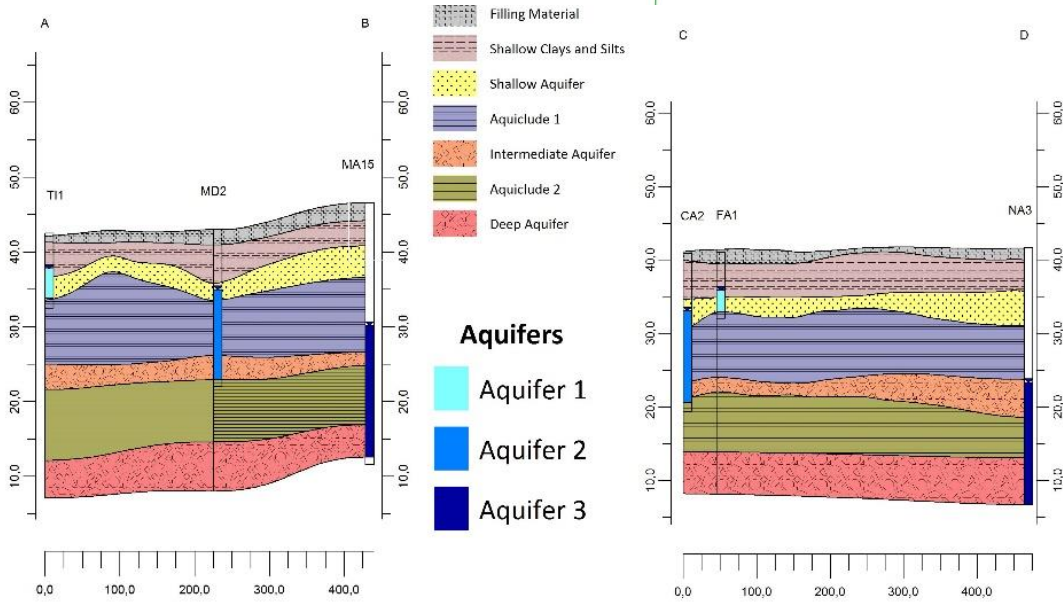 A
B
TI1
MD2
MA15
60,0
50,0
40,0
30,0
20,0
10,0
60,0
50,0
40,0
30,0
20,0
10,0
0,0 100,0 200,0 300,0 400,0
Filling Material
Shallow Clays and Silts
Shallow Aquifer
Aquiclude 1
Intermediate Aquifer
Aquiclude 2
Deep Aquifer
Aquifers
Aquifer 1
Aquifer 2
Aquifer 3
C
D
CA2 FA1
NA3
60,0
50,0
40,0
30,0
20,0
10,0
60,0
50,0
40,0
30,0
20,0
10,0
0,0 100,0 200,0 300,0 400,0